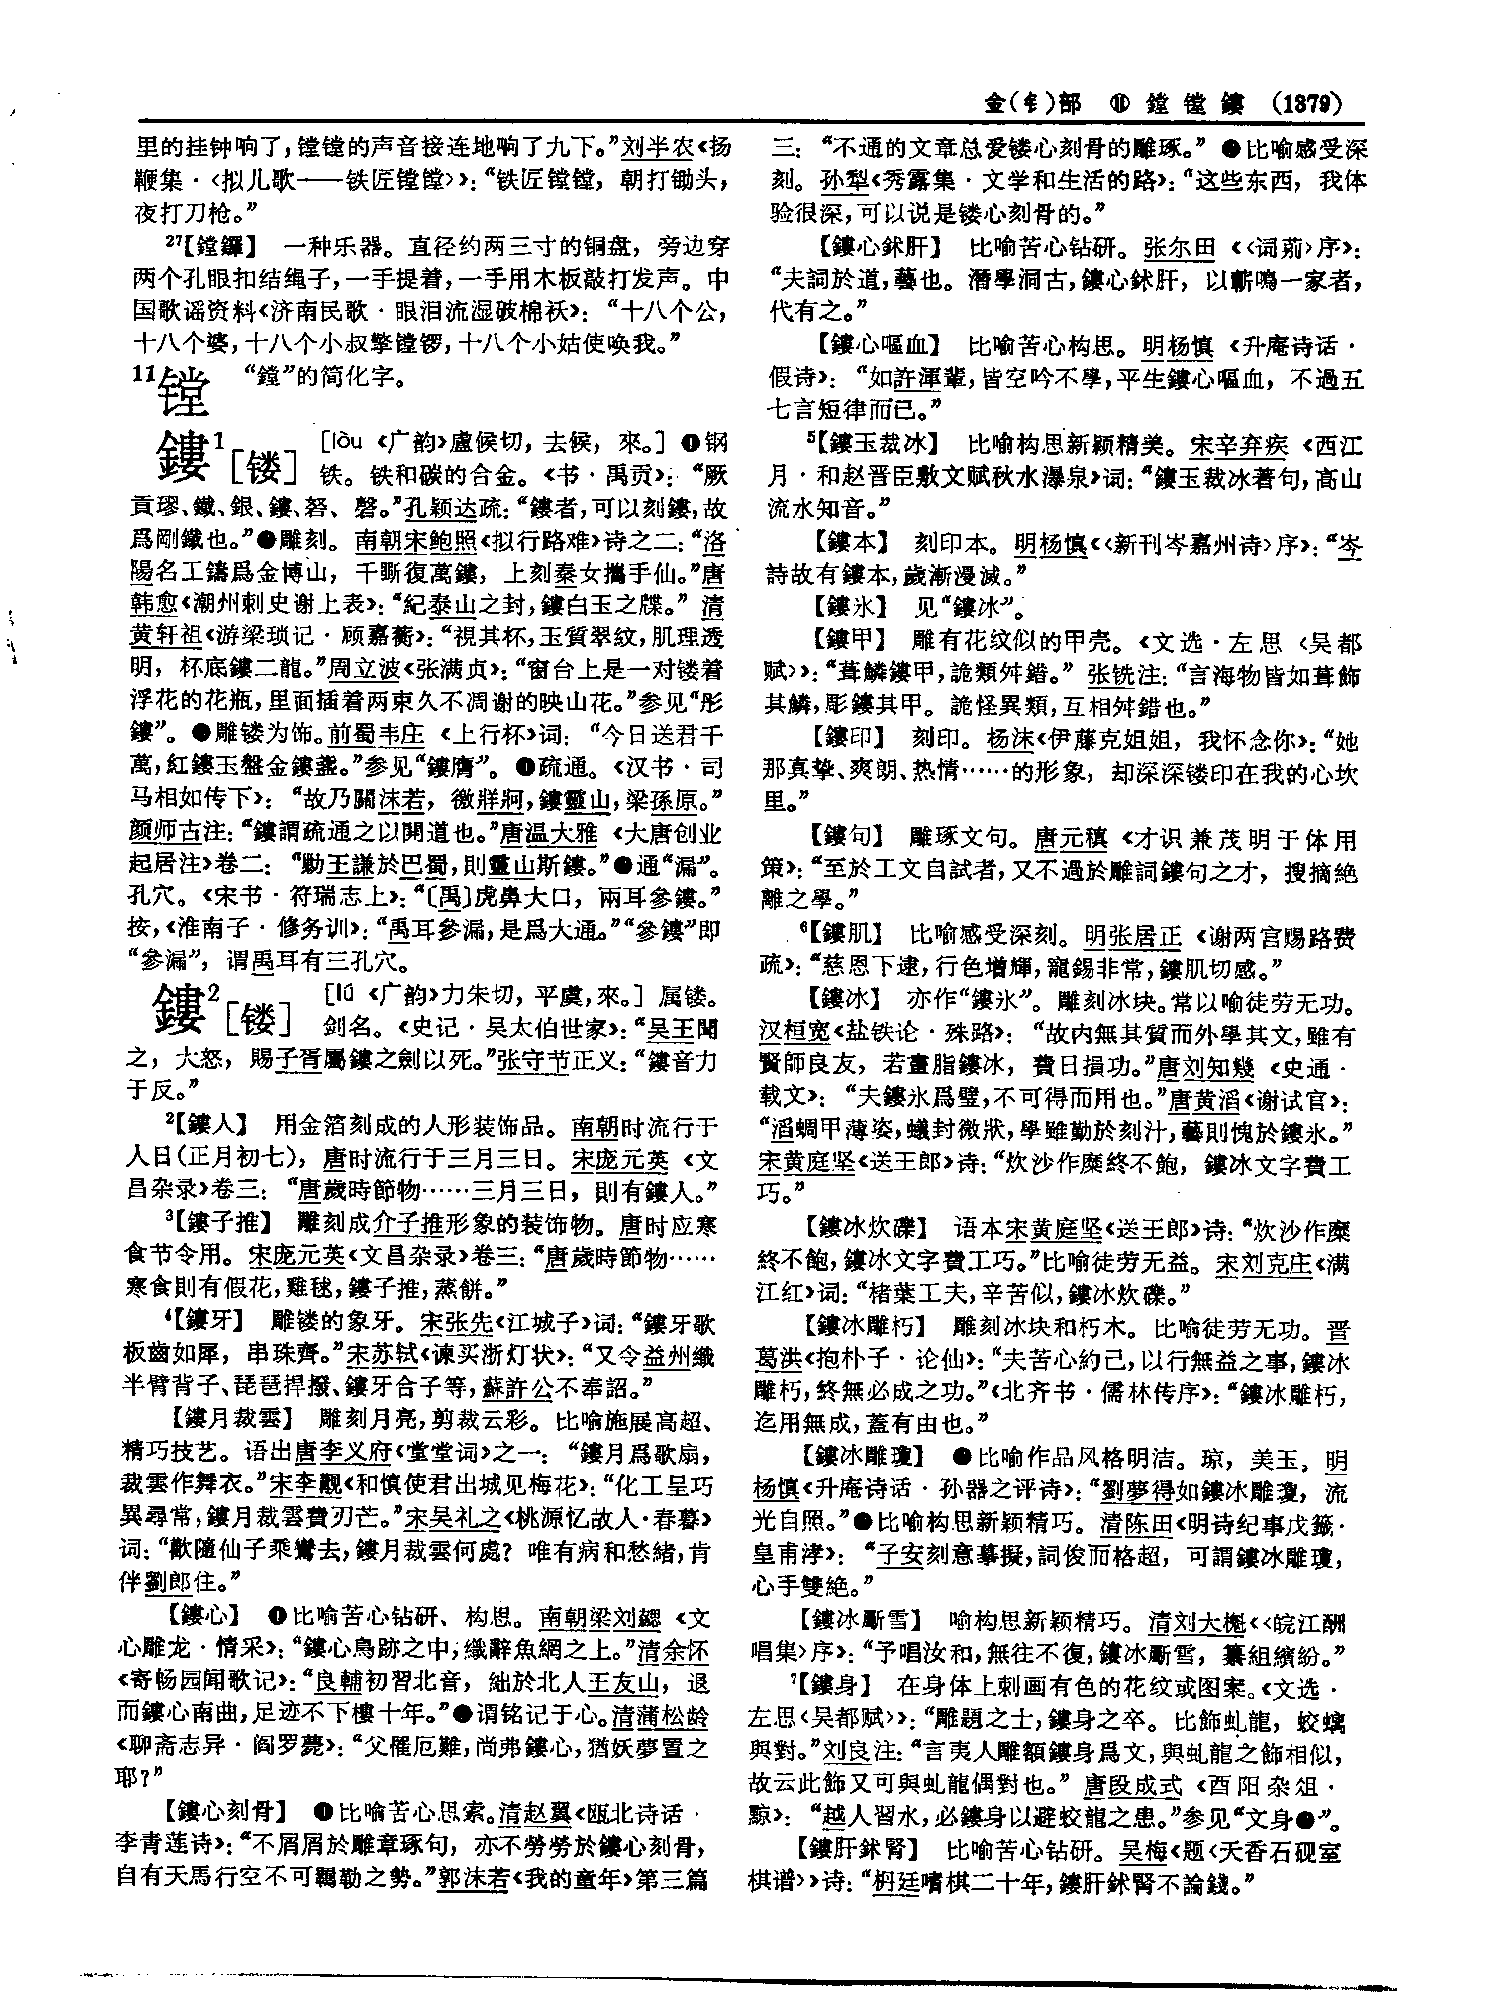 金(钅)部 ⑪ 鏜 镗 鏤 (1379)
里的挂钟响了,镗镗的声音接连地响了九下。”刘半农《扬
鞭集·〈拟儿歌——铁匠镗镗〉》:“铁匠镗镗，朝打锄头，
夜打刀枪。”
27【鏜鑼】 一种乐器。直径约两三寸的铜盘，旁边穿
两个孔眼扣结绳子,一手提着,一手用木板敲打发声。中
国歌谣资料《济南民歌·眼泪流湿破棉袄》：“十八个公，
十八个婆,十八个小叔擎镗锣,十八个小姑使唤我。”
11镗 “鏜”的简化字。
鏤1[镂] [lòu 《广韵》盧候切，去候，來。] ❶钢
铁。铁和碳的合金。《书·禹贡》：“厥
貢璆、鐵、銀、鏤、砮、磬。”孔颖达疏:“鏤者,可以刻鏤,故
爲剛鐵也。”❷雕刻。南朝宋鲍照《拟行路难》诗之二:“洛
陽名工鑄爲金博山，千斲復萬鏤，上刻秦女攜手仙。”唐
韩愈《潮州刺史谢上表》:“紀泰山之封,鏤白玉之牒。”清
黄轩祖《游梁琐记·顾嘉蘅》:“視其杯,玉質翠紋,肌理透
明，杯底鏤二龍。”周立波《张满贞》:“窗台上是一对镂着
浮花的花瓶,里面插着两束久不凋谢的映山花。”参见“彤
鏤”。❸雕镂为饰。前蜀韦庄《上行杯》词：“今日送君千
萬,紅鏤玉盤金鏤盞。”参见“鏤膺”。❹疏通。《汉书·司
马相如传下》：“故乃關沬若，徼牂牁,鏤靈山,梁孫原。”
颜师古注:“鏤謂疏通之以開道也。”唐温大雅《大唐创业
起居注》卷二：“勳王謙於巴蜀,則靈山斯鏤。”❺通“漏”。
孔穴。《宋书·符瑞志上》:“〔禹〕虎鼻大口，兩耳參鏤。”
按,《淮南子·修务训》:“禹耳參漏,是爲大通。”“參鏤”即
“參漏”，谓禹耳有三孔穴。
鏤2[镂] [lú 《广韵》力朱切，平虞,來。] 属镂。
剑名。《史记·吴太伯世家》:“吴王聞
之，大怒，賜子胥屬鏤之劍以死。”张守节正义:“鏤音力
于反。”
2【鏤人】 用金箔刻成的人形装饰品。南朝时流行于
人日(正月初七)，唐时流行于三月三日。宋庞元英《文
昌杂录》卷三：“唐歲時節物……三月三日，則有鏤人。”
3【鏤子推】 雕刻成介子推形象的装饰物。唐时应寒
食节令用。宋庞元英《文昌杂录》卷三:“唐歲時節物……
寒食則有假花,雞毬,鏤子推,蒸餅。”
4【鏤牙】 雕镂的象牙。宋张先《江城子》词:“鏤牙歌
板齒如犀，串珠齊。”宋苏轼《谏买浙灯状》:“又令益州織
半臂背子、琵琶捍撥、鏤牙合子等,蘇許公不奉詔。”
【鏤月裁雲】 雕刻月亮,剪裁云彩。比喻施展高超、
精巧技艺。语出唐李义府《堂堂词》之一：“鏤月爲歌扇，
裁雲作舞衣。”宋李觏《和慎使君出城见梅花》:“化工呈巧
異尋常,鏤月裁雲費刃芒。”宋吴礼之《桃源忆故人·春暮》
词:“歡隨仙子乘鸞去,鏤月裁雲何處？唯有病和愁緒,肯
伴劉郎住。”
【鏤心】 ❶比喻苦心钻研、构思。南朝梁刘勰《文
心雕龙·情采》:“鏤心鳥跡之中,織辭魚網之上。”清余怀
《寄畅园闻歌记》:“良輔初習北音，絀於北人王友山，退
而鏤心南曲,足迹不下樓十年。”❷谓铭记于心。清蒲松龄
《聊斋志异·阎罗薨》:“父罹厄難,尚弗鏤心,猶妖夢置之
耶?”
【鏤心刻骨】 ❶比喻苦心思索。清赵翼《瓯北诗话·
李青莲诗》:“不屑屑於雕章琢句，亦不勞勞於鏤心刻骨，
自有天馬行空不可羈勒之勢。”郭沫若《我的童年》第三篇
三：“不通的文章总爱镂心刻骨的雕琢。”❷比喻感受深
刻。孙犁《秀露集·文学和生活的路》:“这些东西，我体
验很深,可以说是镂心刻骨的。”
【鏤心鉥肝】 比喻苦心钻研。张尔田《〈词莂〉序》:
“夫詞於道,藝也。潛學洞古,鏤心鉥肝，以蘄鳴一家者，
代有之。”
【鏤心嘔血】 比喻苦心构思。明杨慎《升庵诗话·
假诗》：“如許渾輩,皆空吟不學,平生鏤心嘔血，不過五
七言短律而已。”
5【鏤玉裁冰】 比喻构思新颖精美。宋辛弃疾《西江
月·和赵晋臣敷文赋秋水瀑泉》词:“鏤玉裁冰著句,高山
流水知音。”
【鏤本】 刻印本。明杨慎《〈新刊岑嘉州诗〉序》:“岑
詩故有鏤本,歲漸漫滅。”
【鏤氷】 见“鏤冰”。
【鏤甲】 雕有花纹似的甲壳。《文选·左思〈吴都
赋〉》:“葺鱗鏤甲,詭類舛錯。”张铣注:“言海物皆如葺飾
其鱗,彫鏤其甲。詭怪異類,互相舛錯也。”
【鏤印】 刻印。杨沫《伊藤克姐姐，我怀念你》:“她
那真挚、爽朗、热情……的形象，却深深镂印在我的心坎
里。”
【鏤句】 雕琢文句。唐元稹《才识兼茂明于体用
策》:“至於工文自試者,又不過於雕詞鏤句之才，搜摘絶
離之學。”
6【鏤肌】 比喻感受深刻。明张居正《谢两宫赐路费
疏》:“慈恩下逮,行色增輝,寵錫非常,鏤肌切感。”
【鏤冰】 亦作“鏤氷”。雕刻冰块。常以喻徒劳无功。
汉桓宽《盐铁论·殊路》：“故内無其質而外學其文,雖有
賢師良友，若畫脂鏤冰，費日損功。”唐刘知幾《史通·
载文》：“夫鏤氷爲璧,不可得而用也。”唐黄滔《谢试官》:
“滔蜩甲薄姿,蟻封微狀,學雖勤於刻汁,藝則愧於鏤氷。”
宋黄庭坚《送王郎》诗:“炊沙作糜終不飽，鏤冰文字費工
巧。”
【鏤冰炊礫】 语本宋黄庭坚《送王郎》诗:“炊沙作糜
終不飽,鏤冰文字費工巧。”比喻徒劳无益。宋刘克庄《满
江红》词:“楮葉工夫,辛苦似,鏤冰炊礫。”
【鏤冰雕朽】 雕刻冰块和朽木。比喻徒劳无功。晋
葛洪《抱朴子·论仙》:“夫苦心約己,以行無益之事,鏤冰
雕朽,終無必成之功。”《北齐书·儒林传序》:“鏤冰雕朽，
迄用無成,蓋有由也。”
【鏤冰雕瓊】 ❶比喻作品风格明洁。琼，美玉。明
杨慎《升庵诗话·孙器之评诗》:“劉夢得如鏤冰雕瓊，流
光自照。”❷比喻构思新颖精巧。清陈田《明诗纪事戊籤·
皇甫涍》：“子安刻意摹擬,詞俊而格超，可謂鏤冰雕瓊，
心手雙絶。”
【鏤冰斸雪】 喻构思新颖精巧。清刘大櫆《〈皖江酬
唱集〉序》:“予唱汝和,無往不復,鏤冰斸雪，纂組繽紛。”
7【鏤身】 在身体上刺画有色的花纹或图案。《文选·
左思〈吴都赋〉》:“雕題之士,鏤身之卒。比飾虬龍，蛟螭
與對。”刘良注:“言夷人雕額鏤身爲文,與虬龍之飾相似，
故云此飾又可與虬龍偶對也。”唐段成式《酉阳杂俎·
黥》：“越人習水,必鏤身以避蛟龍之患。”参见“文身❶”。
【鏤肝鉥腎】 比喻苦心钻研。吴梅《题〈天香石砚室
棋谱〉》诗:“栩廷嗜棋二十年,鏤肝鉥腎不論錢。”